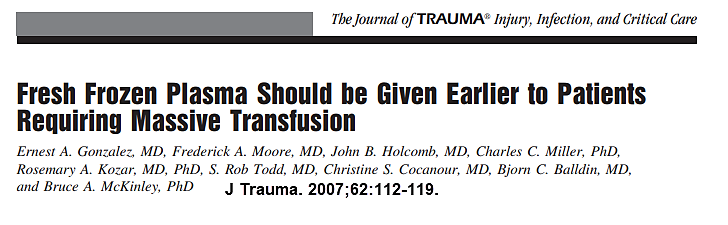 The Journal of TRAUMA® Injury, Infection, and Critical Care
Fresh Frozen Plasma Should be Given Earlier to Patients
Requiring Massive Transfusion
Ernest A. Gonzalez, MD, Frederick A. Moore, MD, John B. Holcomb, MD, Charles C. Miller, PhD,
Rosemary A. Kozar, MD, PhD, S. Rob Todd, MD, Christine S. Cocanour, MD, Bjorn C. Balldin, MD,
and Bruce A. McKinley, PhD J Trauma. 2007;62:112-119.